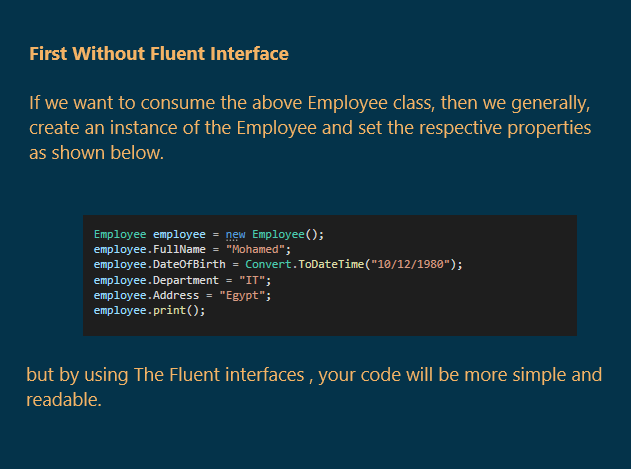 First Without Fluent Interface
If we want to consume the above Employee class, then we generally,
create an instance of the Employee and set the respective properties
as shown below.
Employee employee = new Employee();
employee.FullName = "Mohamed";
employee.DateOfBirth = Convert.ToDateTime("10/12/1980");
employee.Department = "IT";
employee.Address = "Egypt";
employee.print();
but by using The Fluent interfaces , your code will be more simple and
readable.